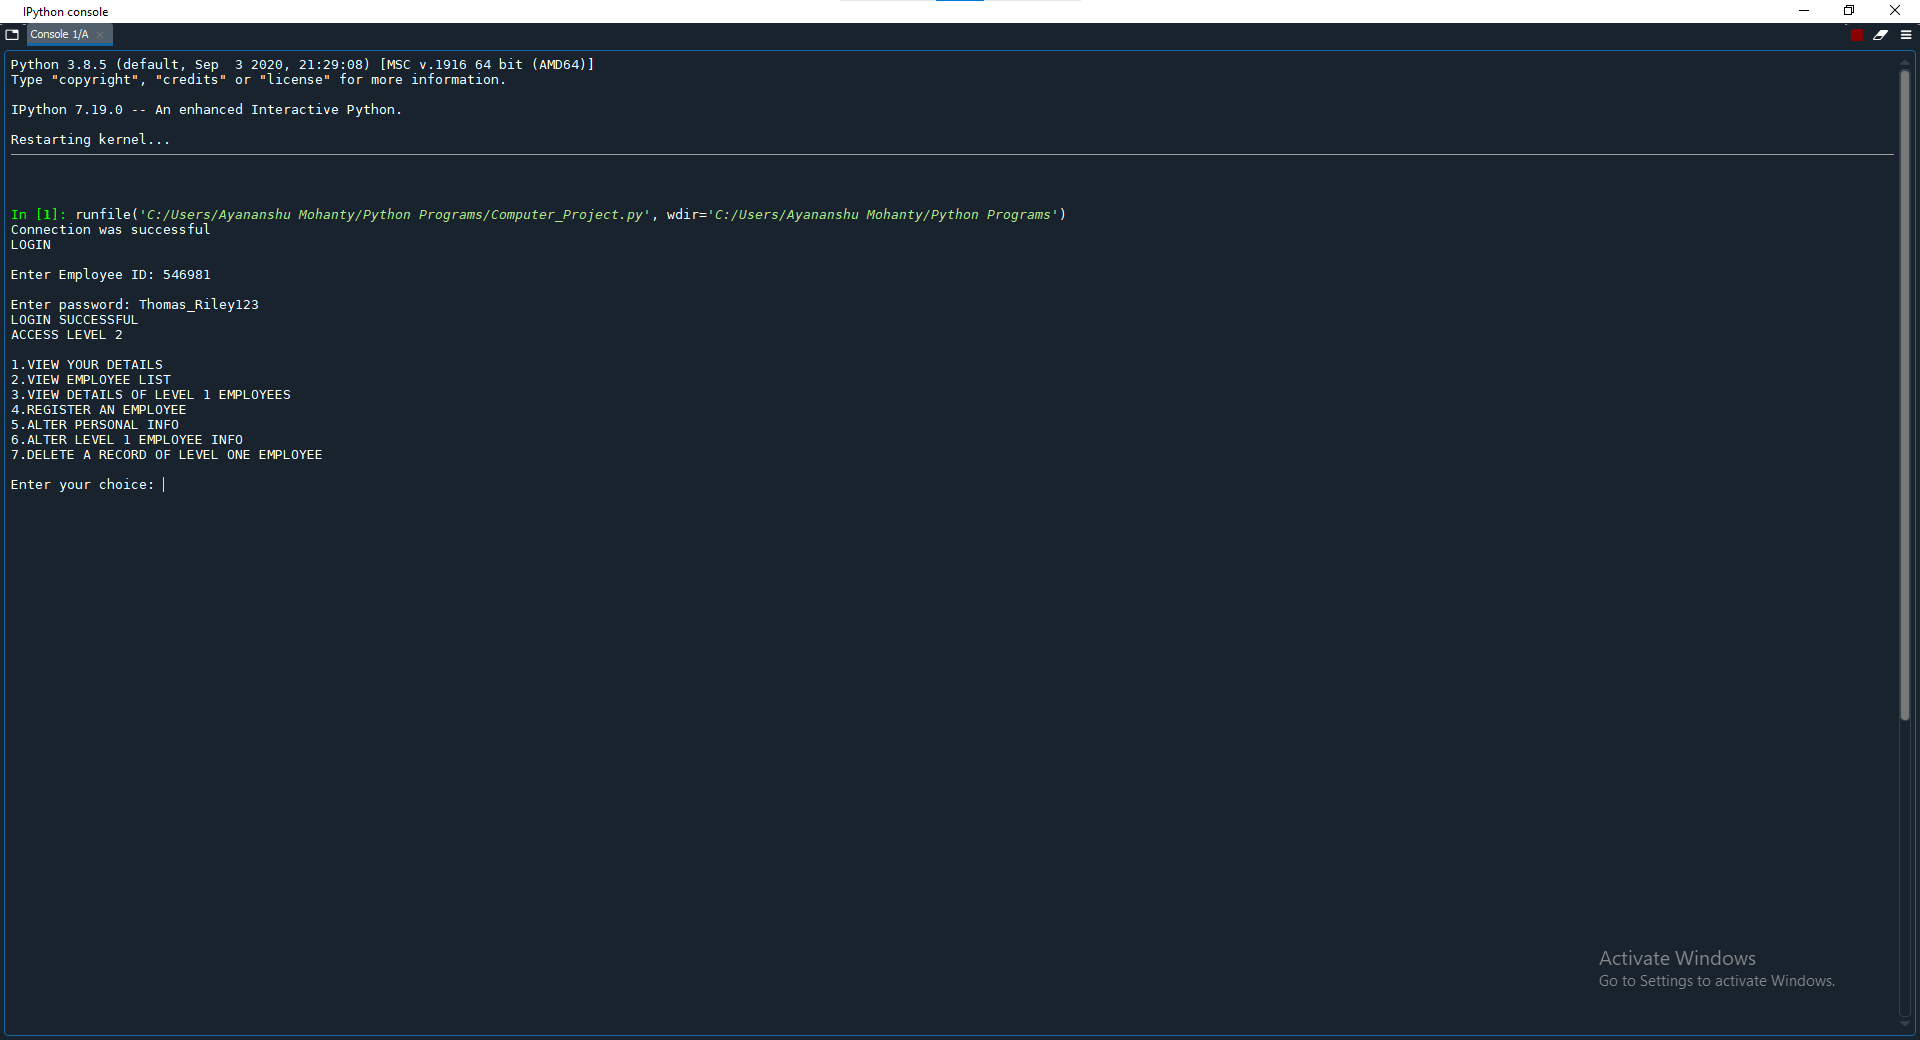 IPython console
Console 1/A
Python 3.8.5 (default, Sep  3 2020, 21:29:08) [MSC v.1916 64 bit (AMD64)]
Type "copyright", "credits" or "license" for more information.
IPython 7.19.0 -- An enhanced Interactive Python.
Restarting kernel...
In [1]: runfile('C:/Users/Ayananshu Mohanty/Python Programs/Computer_Project.py', wdir='C:/Users/Ayananshu Mohanty/Python Programs')
Connection was successful
LOGIN
Enter Employee ID: 546981
Enter password: Thomas_Riley123
LOGIN SUCCESSFUL
ACCESS LEVEL 2
1.VIEW YOUR DETAILS
2.VIEW EMPLOYEE LIST
3.VIEW DETAILS OF LEVEL 1 EMPLOYEES
4.REGISTER AN EMPLOYEE
5.ALTER PERSONAL INFO
6.ALTER LEVEL 1 EMPLOYEE INFO
7.DELETE A RECORD OF LEVEL ONE EMPLOYEE
Enter your choice:
Activate Windows
Go to Settings to activate Windows.